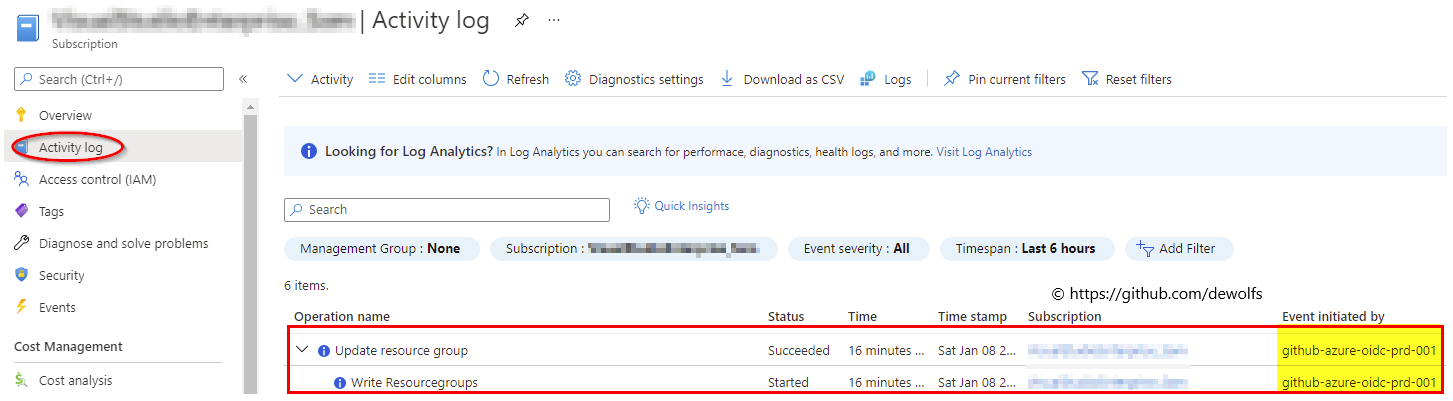 | Activity log
...
Subscription
Search (Ctrl+/)
«
Activity
Edit columns
Refresh
Diagnostics settings
Download as CSV
Logs
Pin current filters
Reset filters
Overview
Activity log
Access control (IAM)
Tags
Diagnose and solve problems
Security
Events
Cost Management
Cost analysis
Looking for Log Analytics? In Log Analytics you can search for performace, diagnostics, health logs, and more. Visit Log Analytics
Search
Quick Insights
Management Group : None
Subscription :
Event severity : All
Timespan : Last 6 hours
Add Filter
6 items.
© https://github.com/dewolfs
Operation name Status Time Time stamp Subscription Event initiated by
Update resource group Succeeded 16 minutes ... Sat Jan 08 2... github-azure-oidc-prd-001
Write Resourcegroups Started 16 minutes ... Sat Jan 08 2... github-azure-oidc-prd-001